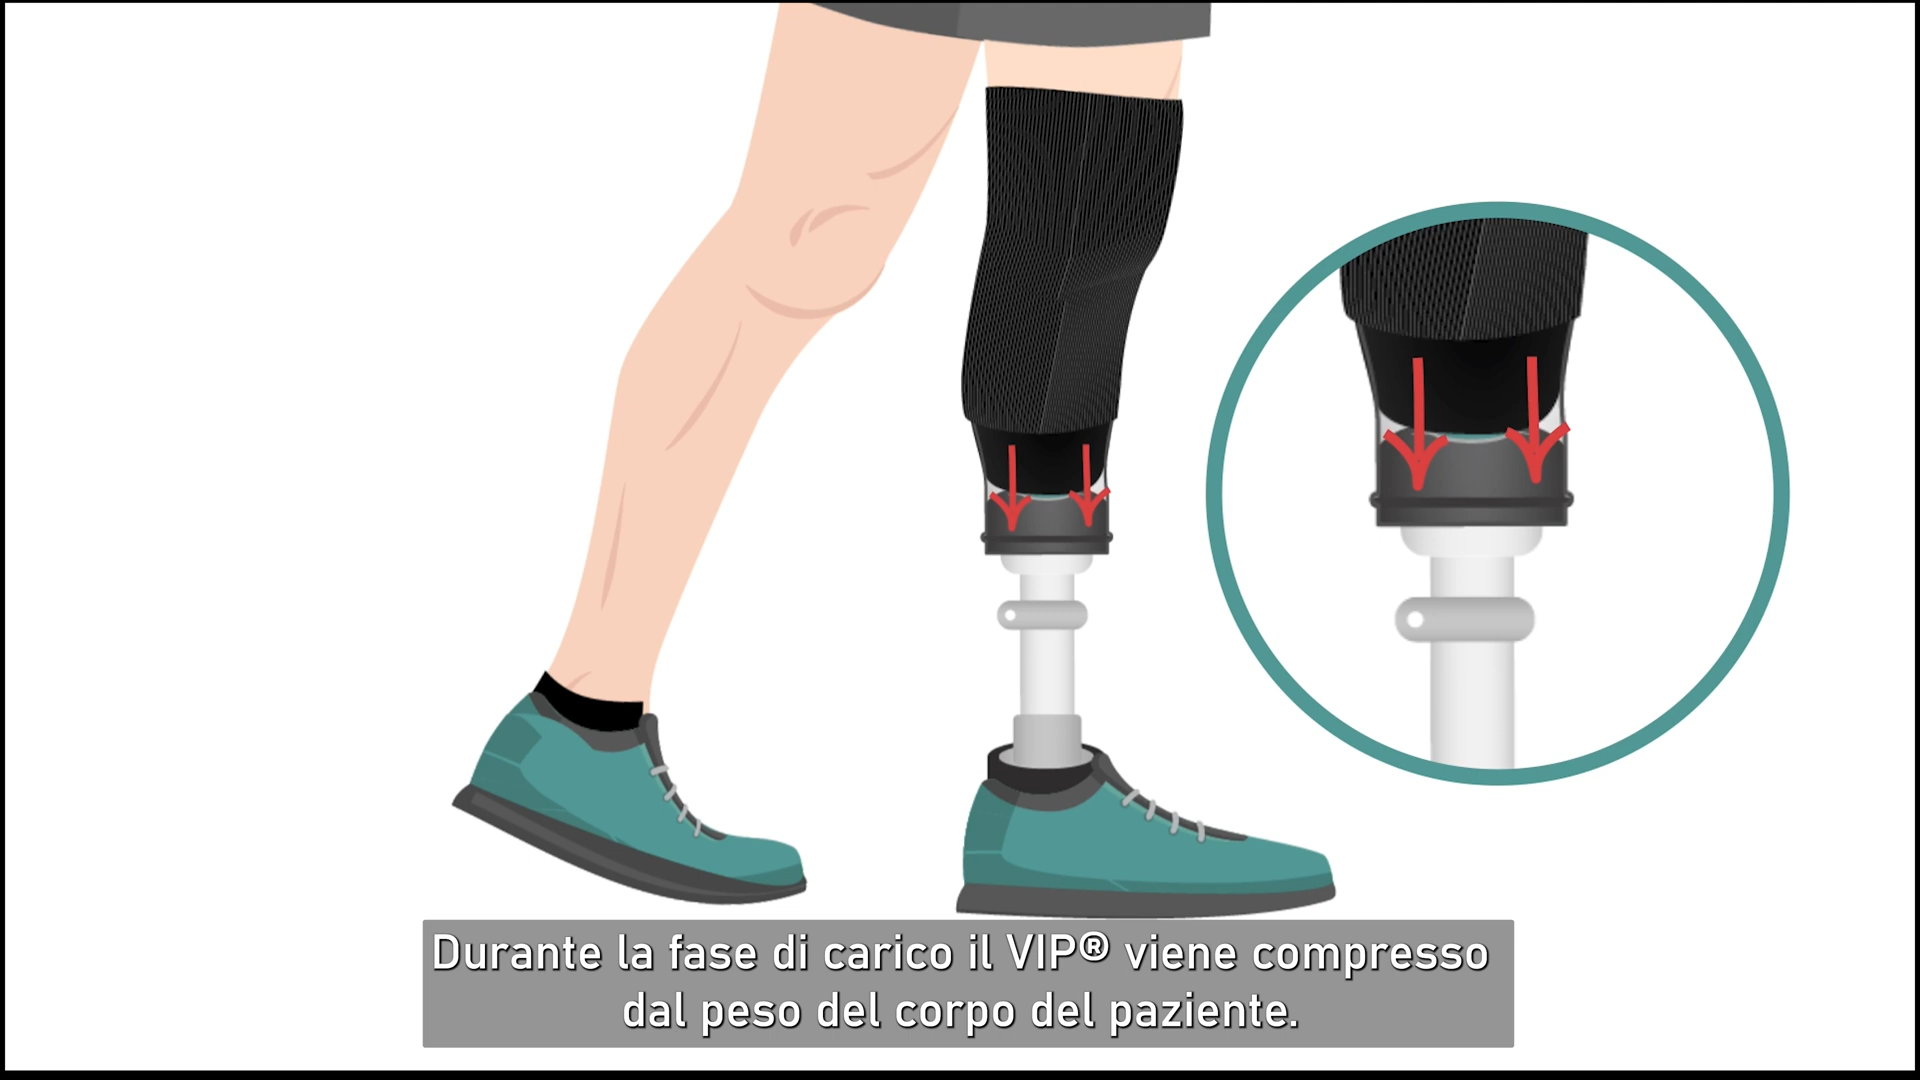 Durante la fase di carico il VIP® viene compresso
dal peso del corpo del paziente.